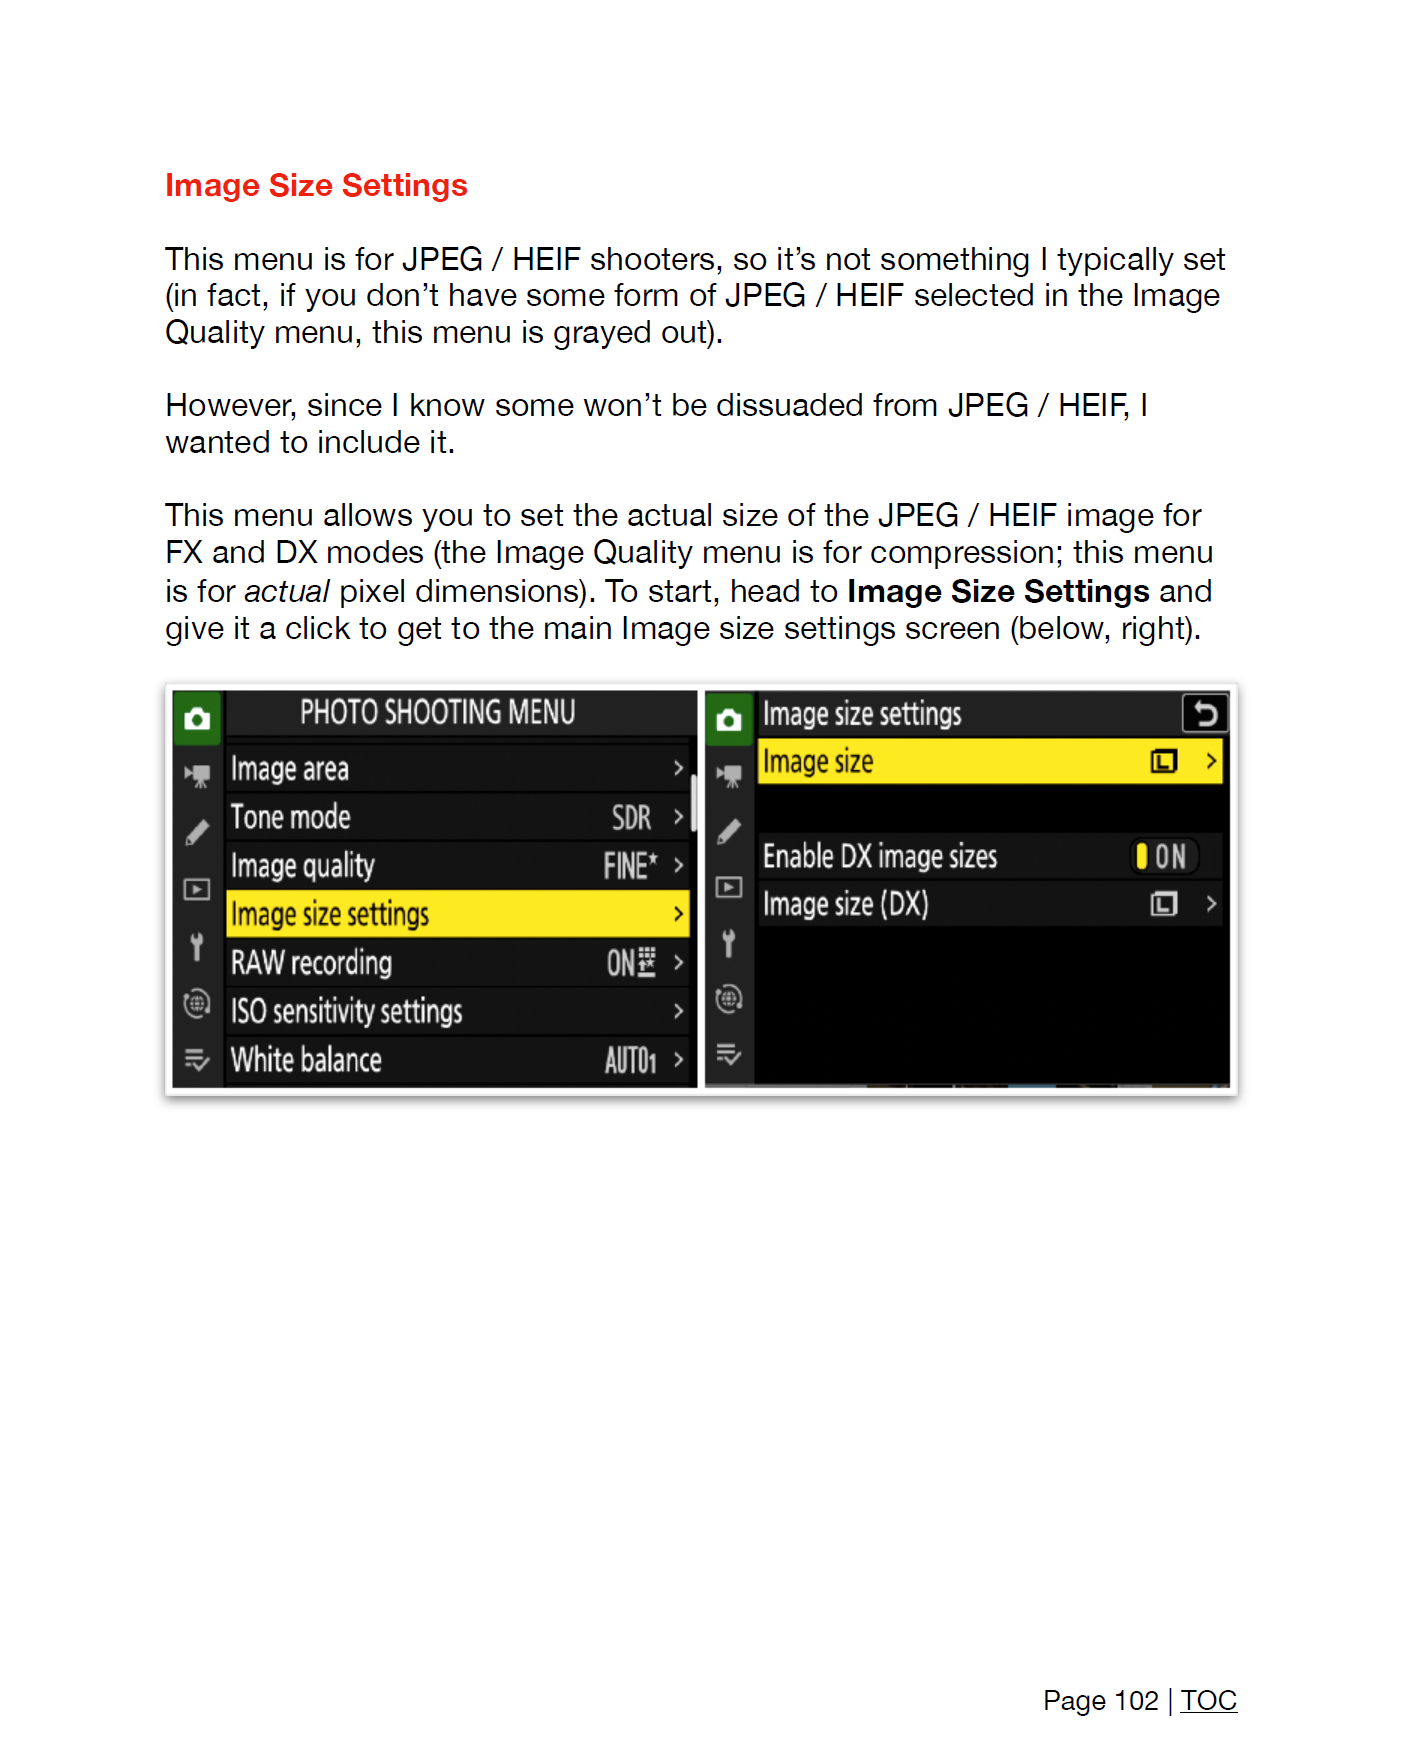 Image Size Settings
This menu is for JPEG / HEIF shooters, so it’s not something I typically set
(in fact, if you don’t have some form of JPEG / HEIF selected in the Image
Quality menu, this menu is grayed out).
However, since I know some won’t be dissuaded from JPEG / HEIF, I
wanted to include it.
This menu allows you to set the actual size of the JPEG / HEIF image for
FX and DX modes (the Image Quality menu is for compression; this menu
is for actual pixel dimensions). To start, head to Image Size Settings and
give it a click to get to the main Image size settings screen (below, right).
PHOTO SHOOTING MENU
Image area
Tone mode SDR
Image quality FINE★
Image size settings
RAW recording ON
ISO sensitivity settings
White balance AUTO1
Image size settings
Image size L
Enable DX image sizes ON
Image size (DX) L
Page 102 | TOC